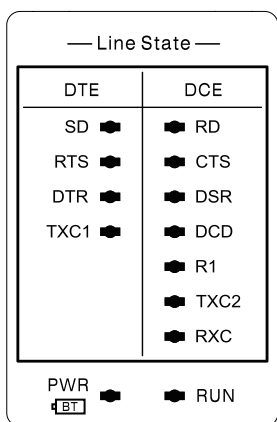 Line State
DTE DCE
SD RD
RTS CTS
DTR DSR
TXC1 DCD
R1
TXC2
RXC
PWR RUN
BT